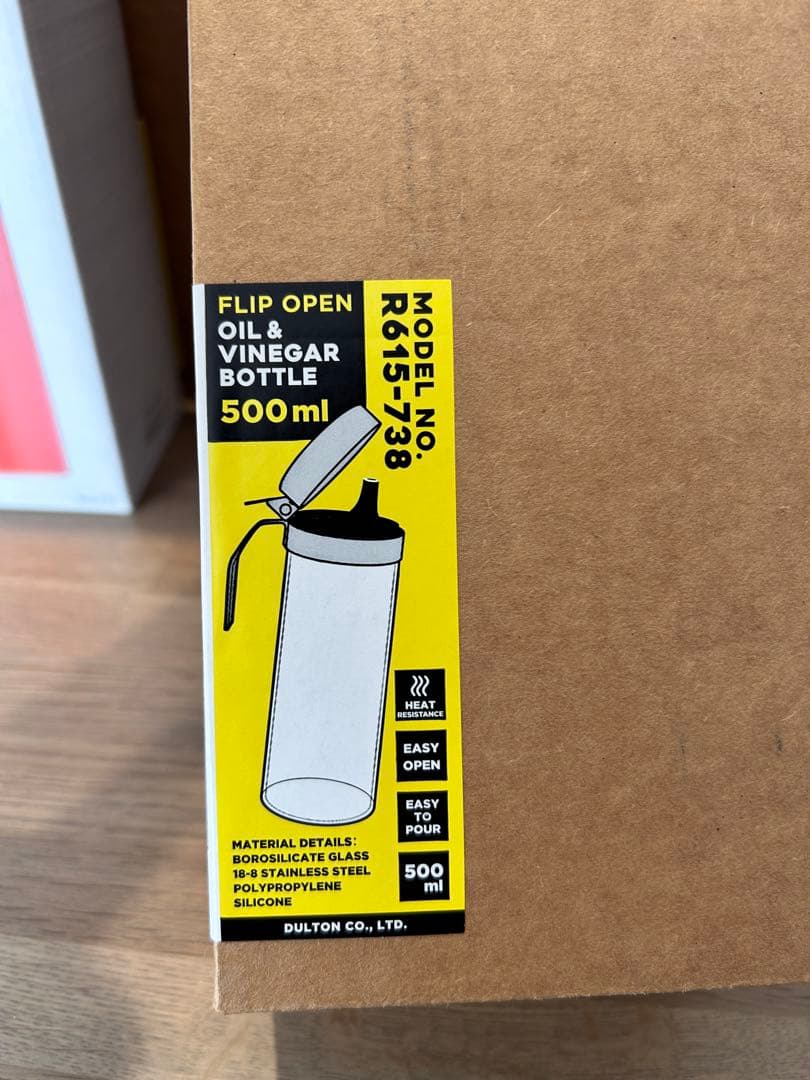 FLIP OPEN
OIL &
VINEGAR
BOTTLE
500ml
MODEL NO.
R615-738
HEAT
RESISTANCE
EASY
OPEN
EASY
TO
POUR
500
ml
MATERIAL DETAILS:
BOROSILICATE GLASS
18-8 STAINLESS STEEL
POLYPROPYLENE
SILICONE
DULTON CO., LTD.